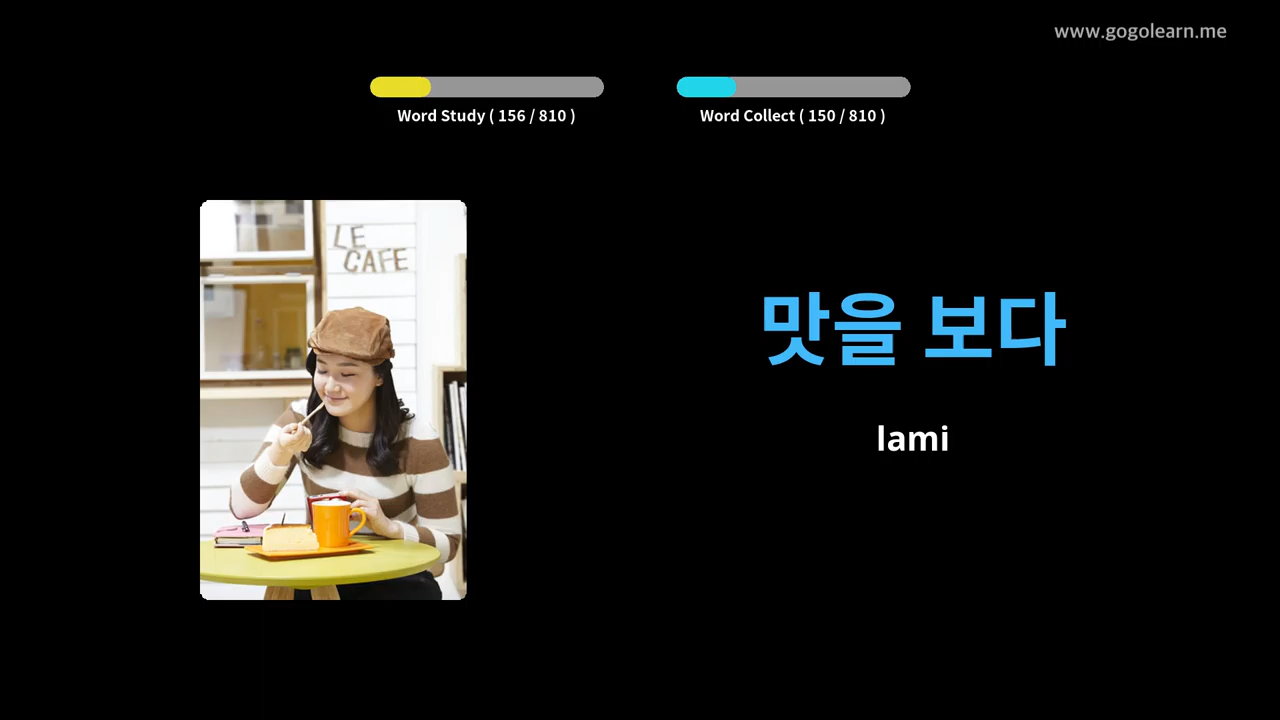 www.gogolearn.me
Word Study ( 156 / 810 )
Word Collect ( 150 / 810 )
LE
CAFE
맛을 보다
lami